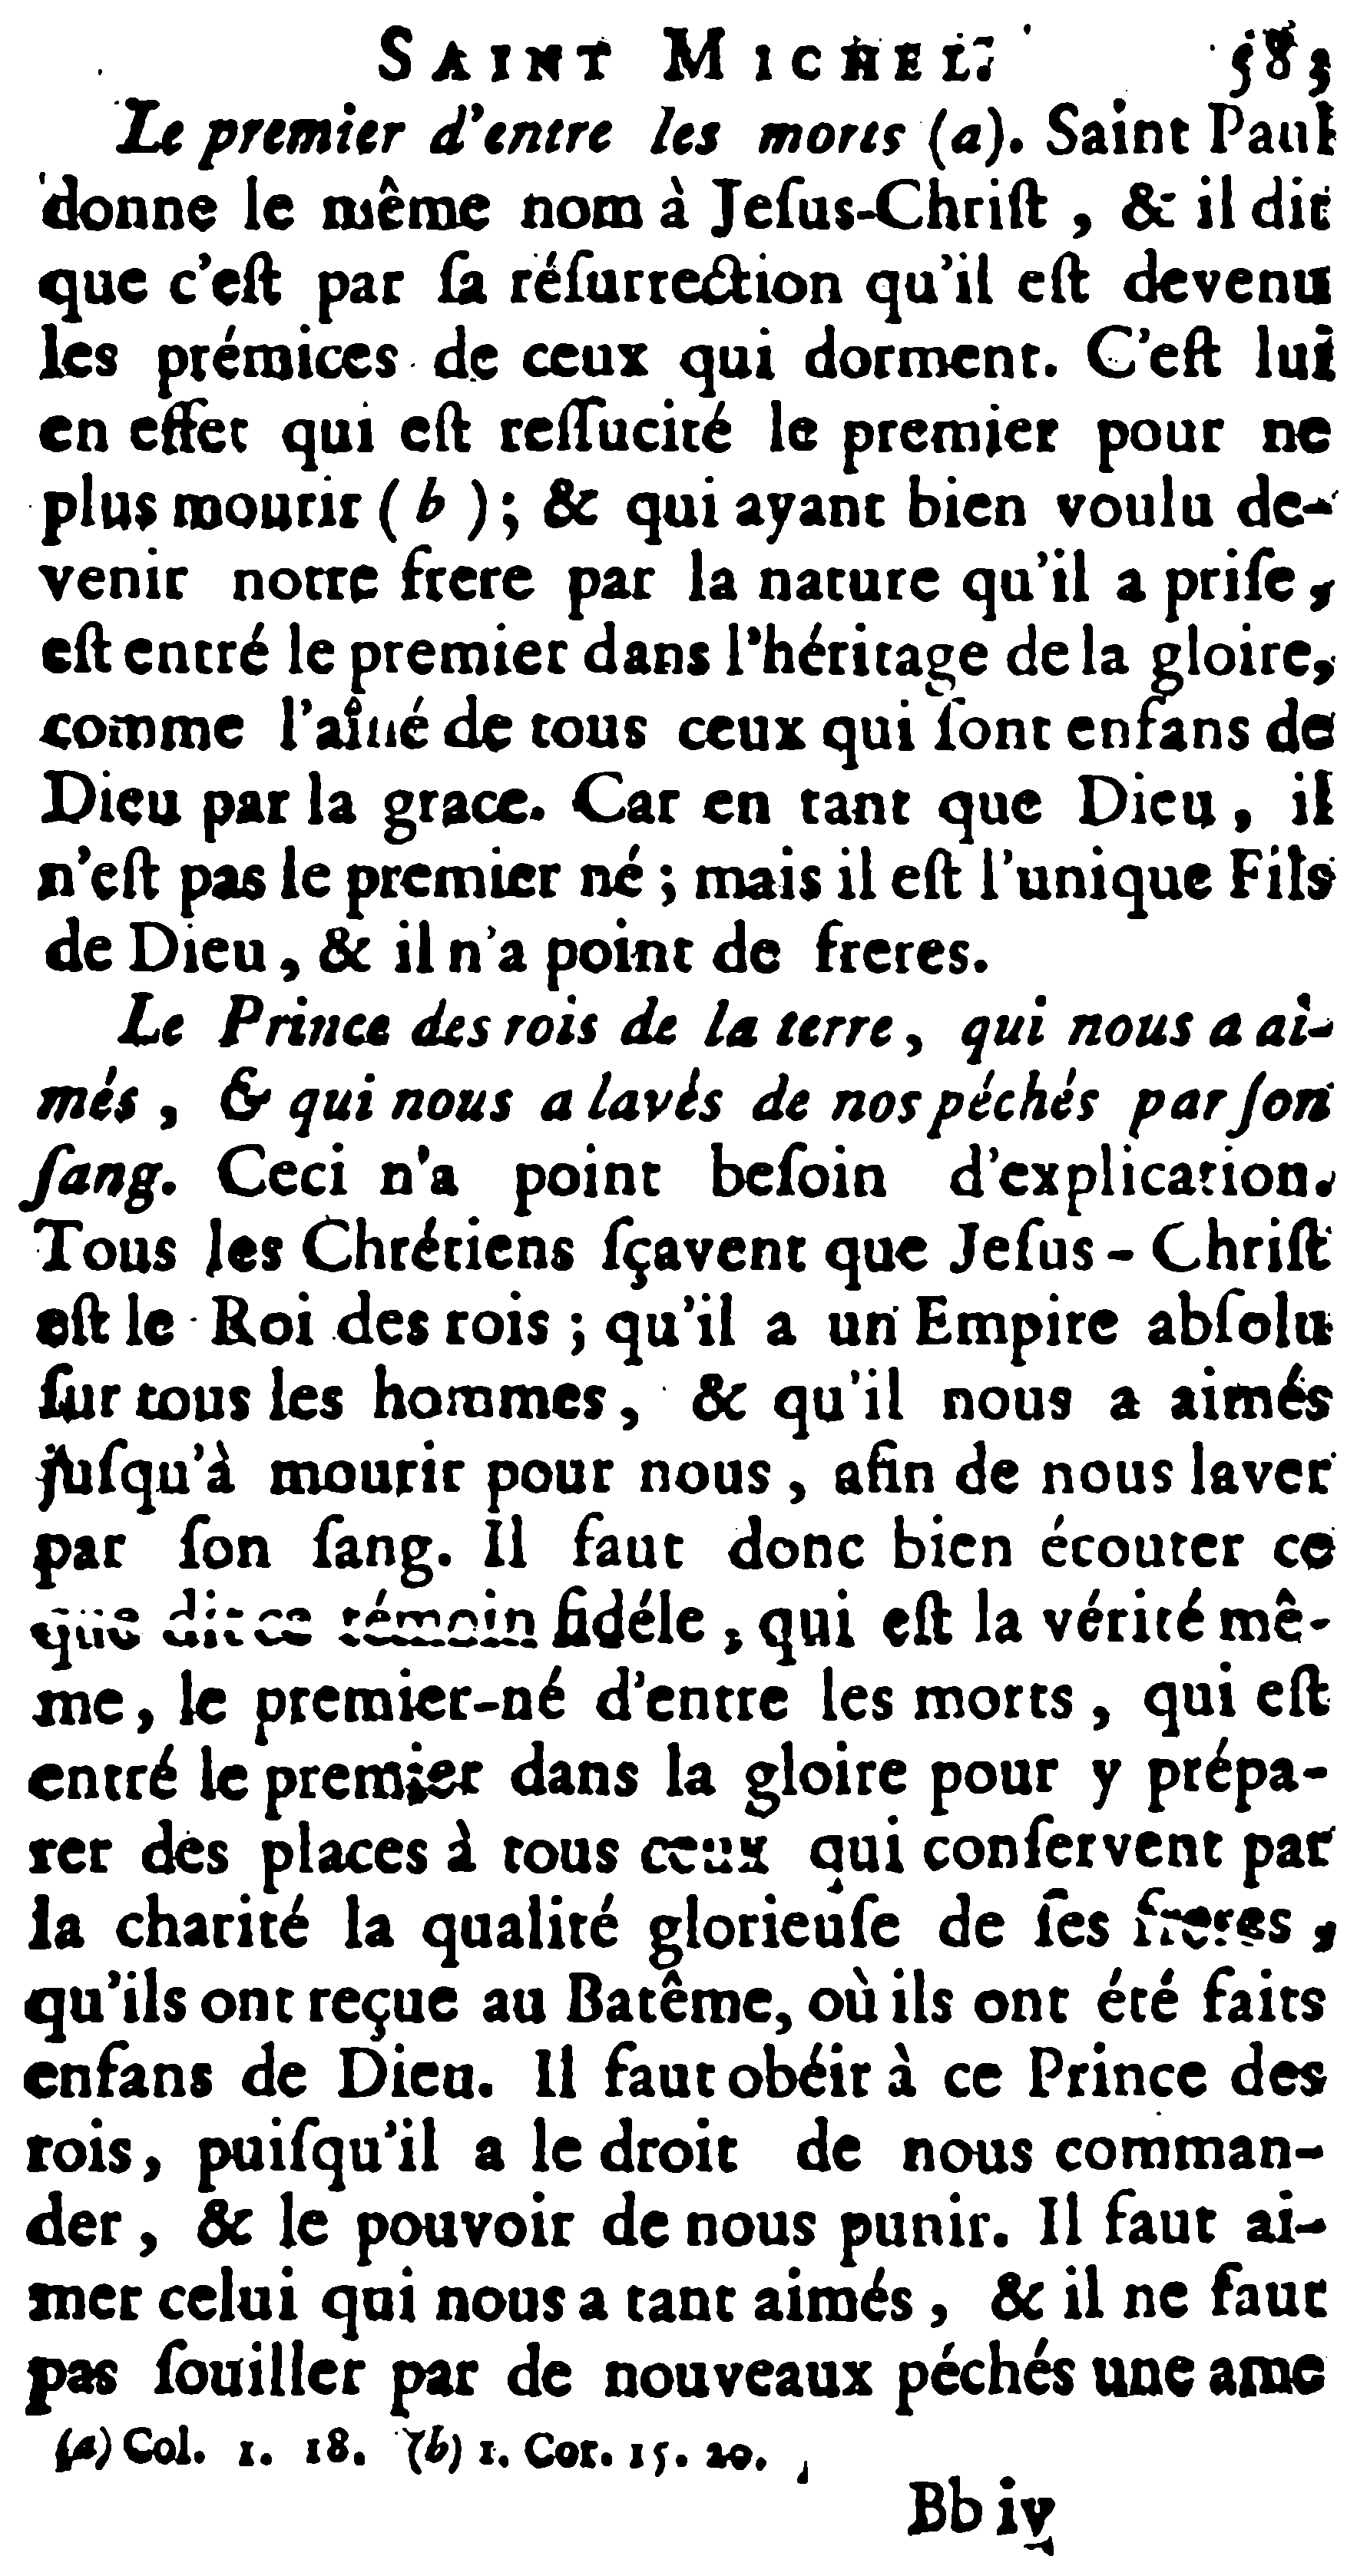 SAINT MICHEL. 583
Le premier d'entre les morts (a). Saint Paul
donne le même nom à Jeſus-Chriſt, & il dit
que c'eſt par ſa réſurrection qu'il eſt devenu
les prémices de ceux qui dorment. C'eſt lui
en effet qui eſt reſſucité le premier pour ne
plus mourir (b); & qui ayant bien voulu de-
venir notre frere par la nature qu'il a priſe,
eſt entré le premier dans l'héritage de la gloire,
comme l'aîné de tous ceux qui ſont enfans de
Dieu par la grace. Car en tant que Dieu, il
n'eſt pas le premier né; mais il eſt l'unique Fils
de Dieu, & il n'a point de freres.
Le Prince des rois de la terre, qui nous a ai-
més, & qui nous a lavés de nos péchés par ſon
ſang. Ceci n'a point beſoin d'explication.
Tous les Chrétiens ſçavent que Jeſus-Chriſt
eſt le Roi des rois; qu'il a un Empire abſolu
ſur tous les hommes, & qu'il nous a aimés
juſqu'à mourir pour nous, afin de nous laver
par ſon ſang. Il faut donc bien écouter ce
que dit ce témoin fidéle, qui eſt la vérité mê-
me, le premier-né d'entre les morts, qui eſt
entré le premier dans la gloire pour y prépa-
rer des places à tous ceux qui conſervent par
la charité la qualité glorieuſe de ſes freres,
qu'ils ont reçue au Batême, où ils ont été faits
enfans de Dieu. Il faut obéir à ce Prince des
rois, puiſqu'il a le droit de nous comman-
der, & le pouvoir de nous punir. Il faut ai-
mer celui qui nous a tant aimés, & il ne faut
pas ſouiller par de nouveaux péchés une ame
(a) Col. 1. 18. (b) 1. Cor. 15. 20.
Bb iv